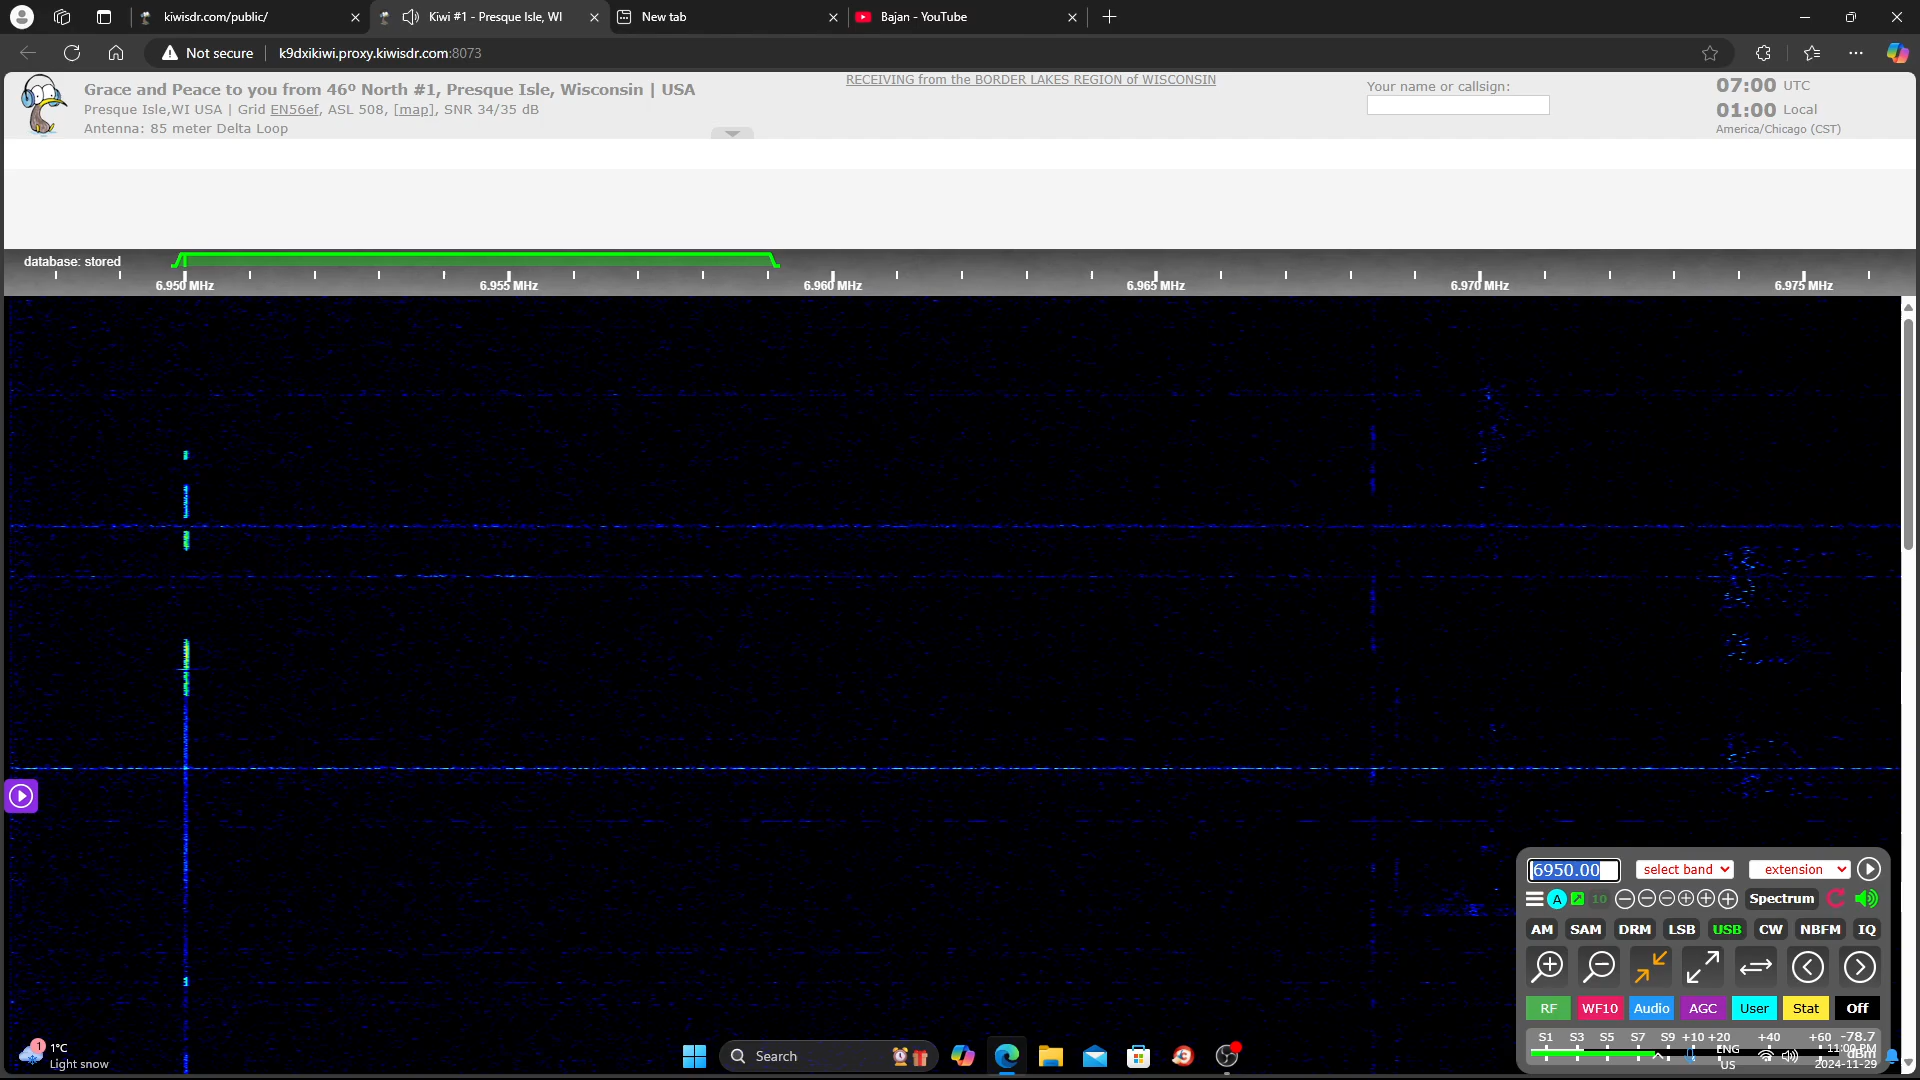 kiwisdr.com/public/
Kiwi #1 - Presque Isle, WI
New tab
Bajan - YouTube
Not secure
k9dxikiwi.proxy.kiwisdr.com:8073
Grace and Peace to you from 46º North #1, Presque Isle, Wisconsin | USA
Presque Isle,WI USA | Grid EN56ef, ASL 508, [map], SNR 34/35 dB
Antenna: 85 meter Delta Loop
RECEIVING from the BORDER LAKES REGION of WISCONSIN
Your name or callsign:
07:00 UTC
01:00 Local
America/Chicago (CST)
database: stored
6.950 MHz 6.955 MHz 6.960 MHz 6.965 MHz 6.970 MHz 6.975 MHz
6950.00 select band extension
A 10 Spectrum
AM SAM DRM LSB USB CW NBFM IQ
RF WF10 Audio AGC User Stat Off
S1 S3 S5 S7 S9 +10 +20 +40 +60 -78.7
dBm
1
1°C
Light snow
Search
ENG
US
2024-11-29